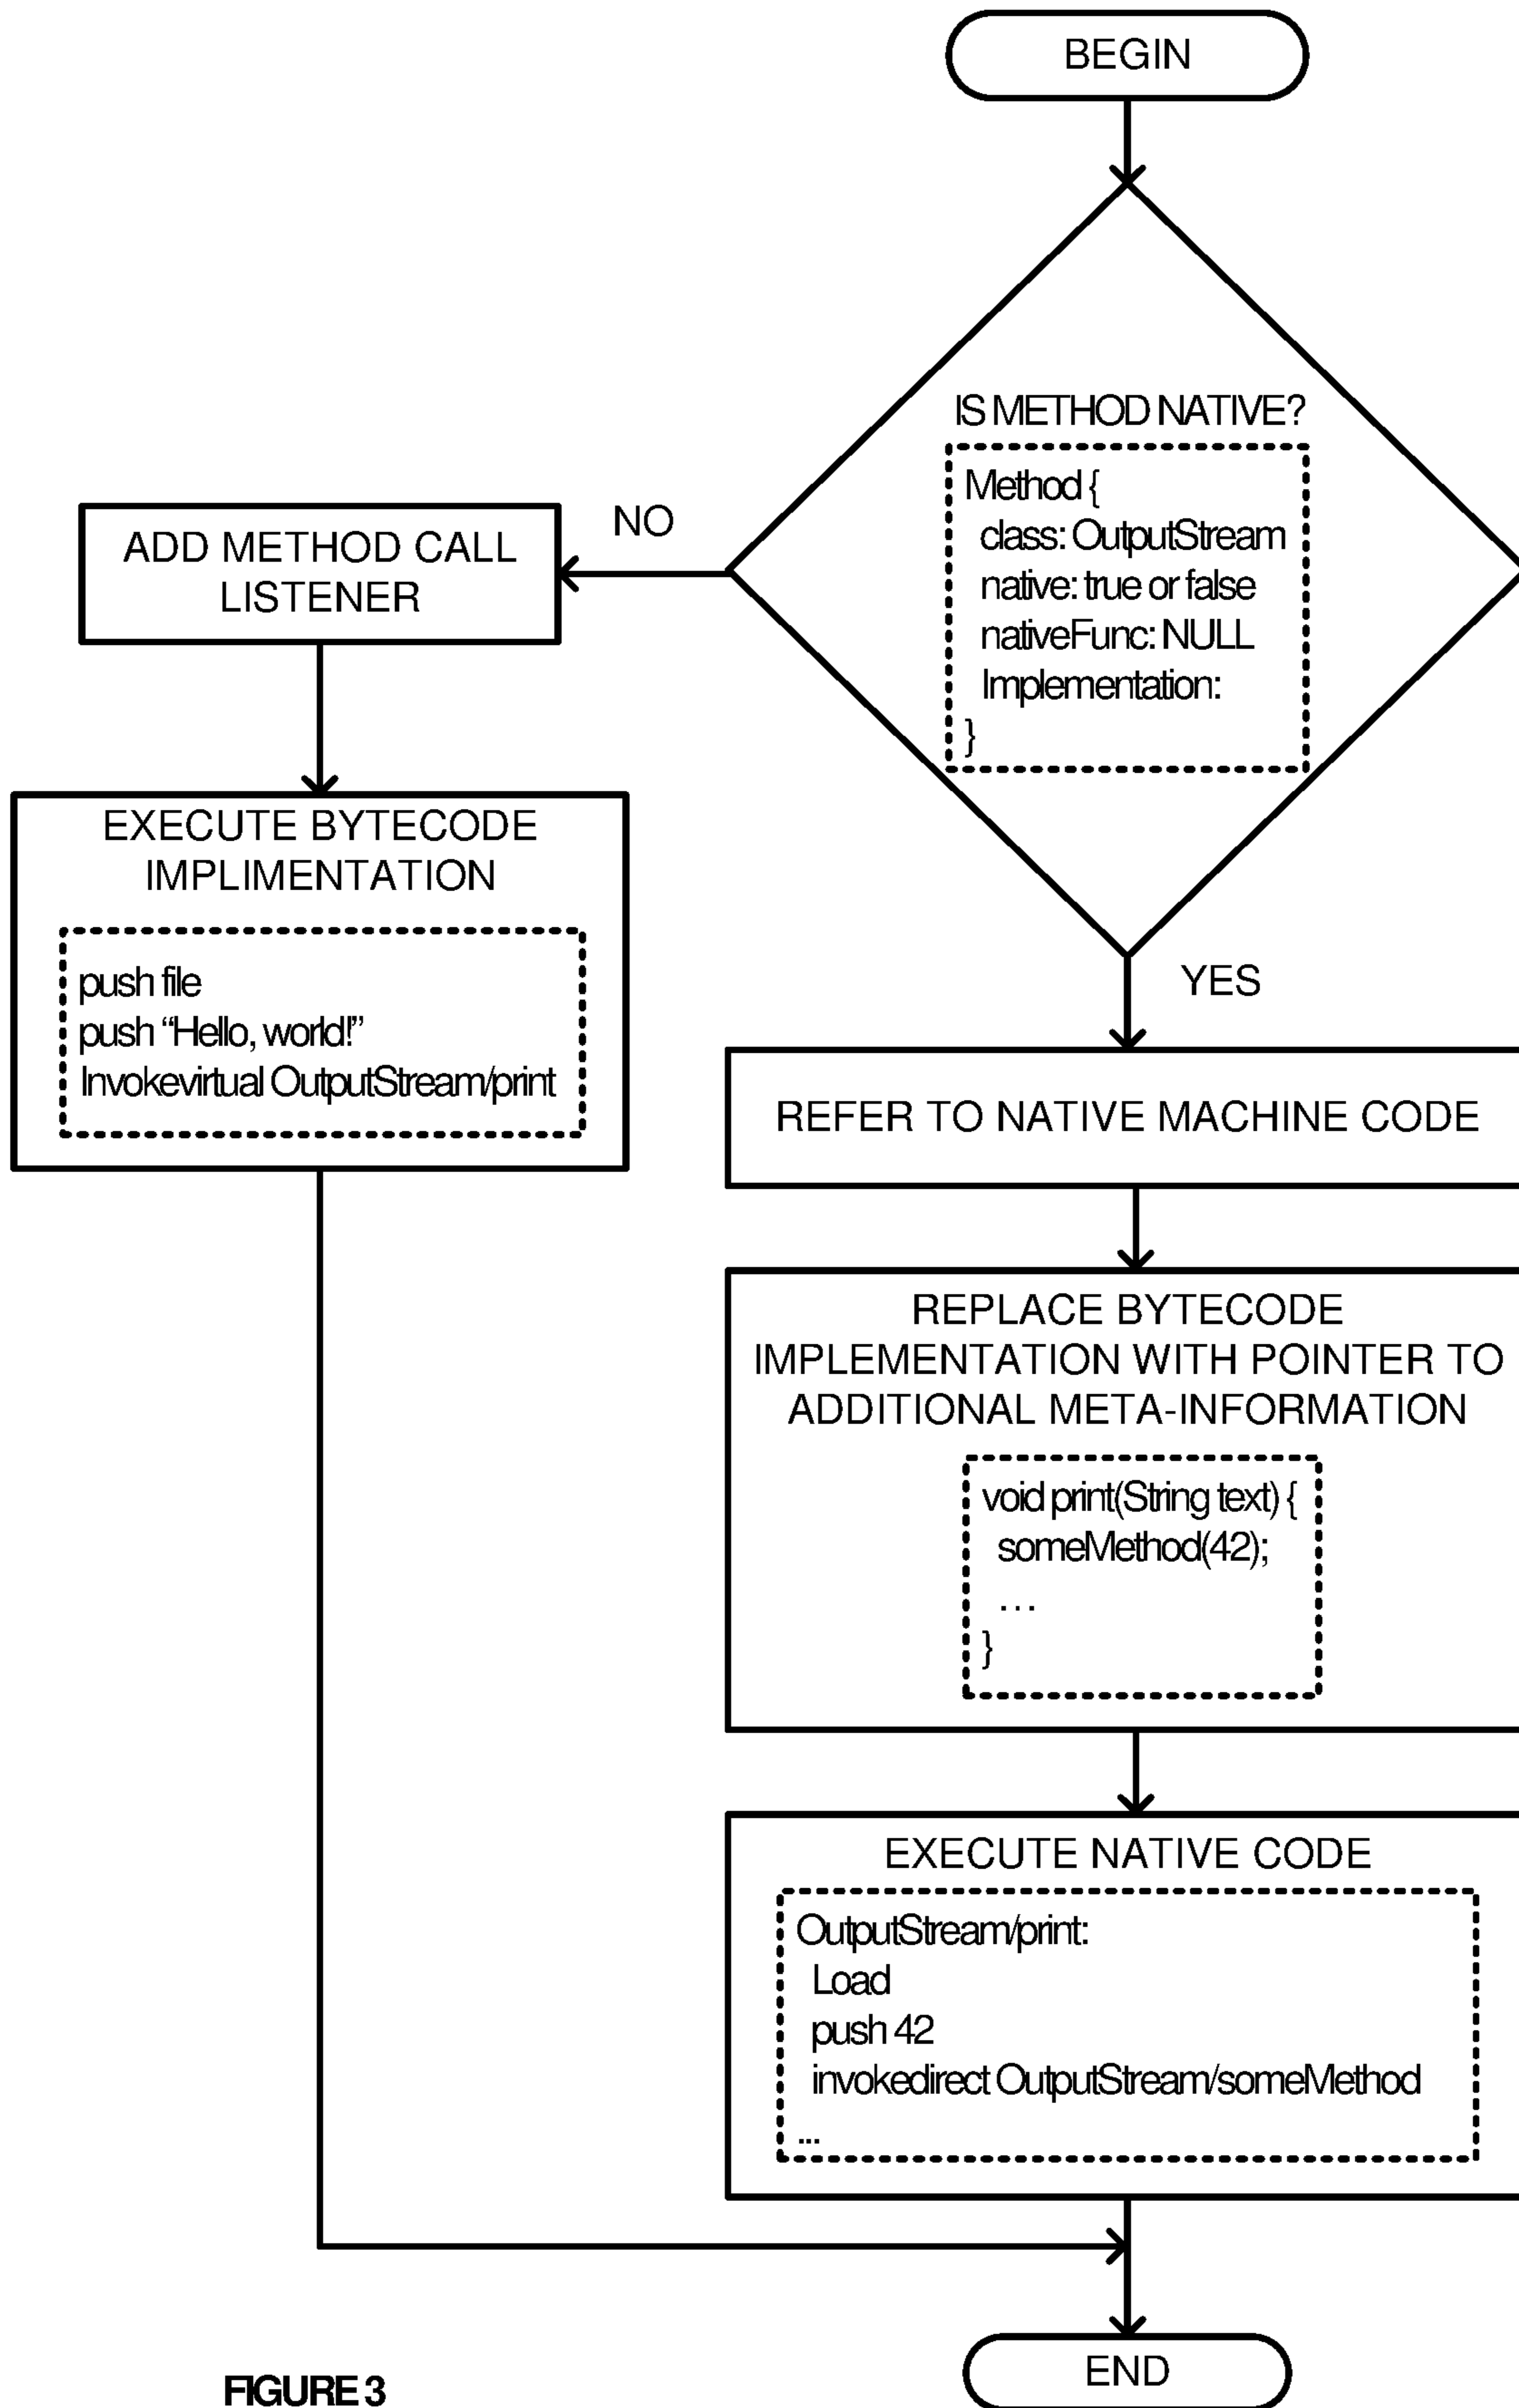 BEGIN
IS METHOD NATIVE?
Method {
class: OutputStream
native: true or false
nativeFunc: NULL
Implementation:
}
NO
ADD METHOD CALL
LISTENER
EXECUTE BYTECODE
IMPLIMENTATION
push file
push “Hello, world!”
Invokevirtual OutputStream/print
YES
REFER TO NATIVE MACHINE CODE
REPLACE BYTECODE
IMPLEMENTATION WITH POINTER TO
ADDITIONAL META-INFORMATION
void print(String text) {
someMethod(42);
…
}
EXECUTE NATIVE CODE
OutputStream/print:
Load
push 42
invokedirect OutputStream/someMethod
...
END
FIGURE 3